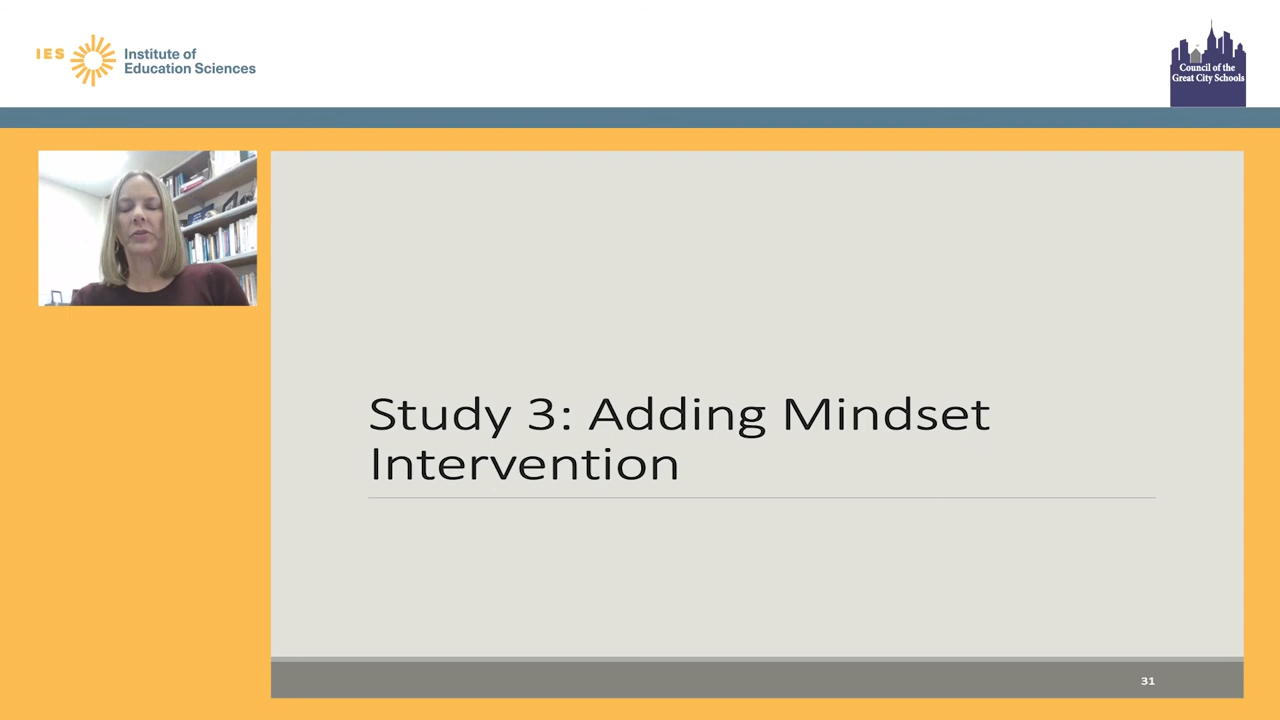 IES
Institute of
Education Sciences
Council of the
Great City Schools
Study 3: Adding Mindset
Intervention
31